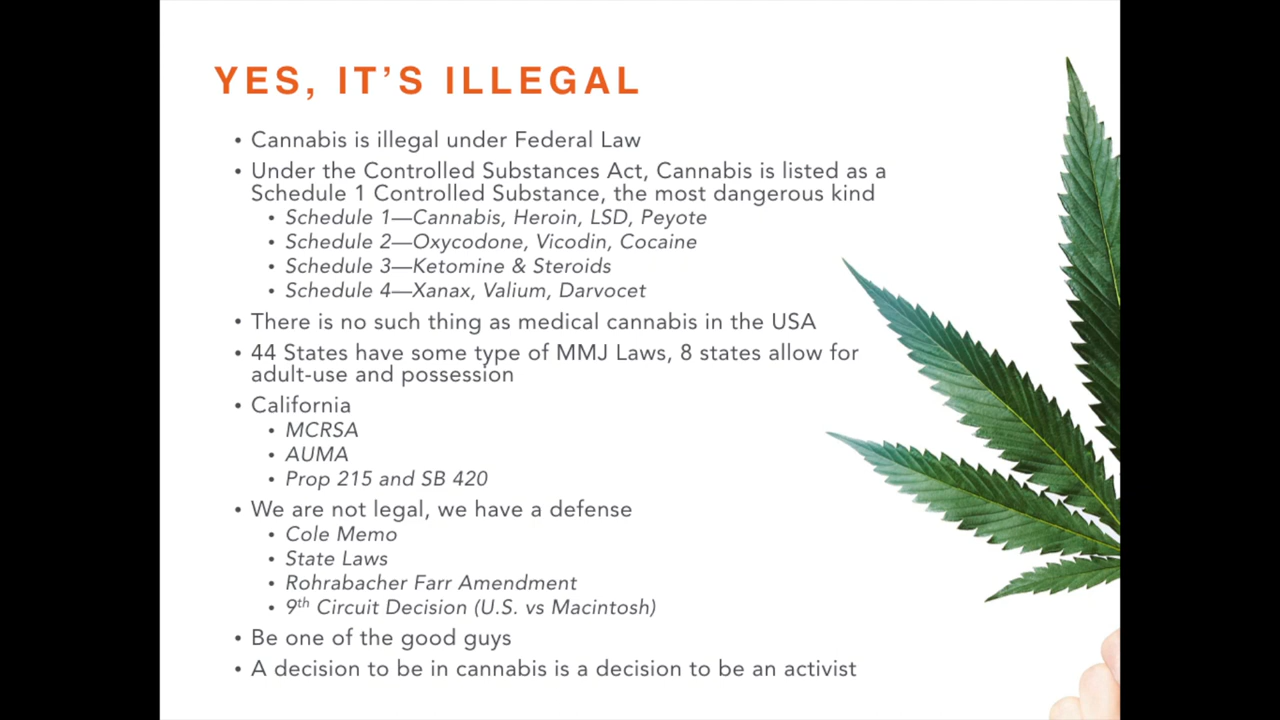 YES, IT’S ILLEGAL
• Cannabis is illegal under Federal Law
• Under the Controlled Substances Act, Cannabis is listed as a
Schedule 1 Controlled Substance, the most dangerous kind
• Schedule 1—Cannabis, Heroin, LSD, Peyote
• Schedule 2—Oxycodone, Vicodin, Cocaine
• Schedule 3—Ketomine & Steroids
• Schedule 4—Xanax, Valium, Darvocet
• There is no such thing as medical cannabis in the USA
• 44 States have some type of MMJ Laws, 8 states allow for
adult-use and possession
• California
• MCRSA
• AUMA
• Prop 215 and SB 420
• We are not legal, we have a defense
• Cole Memo
• State Laws
• Rohrabacher Farr Amendment
• 9th Circuit Decision (U.S. vs Macintosh)
• Be one of the good guys
• A decision to be in cannabis is a decision to be an activist